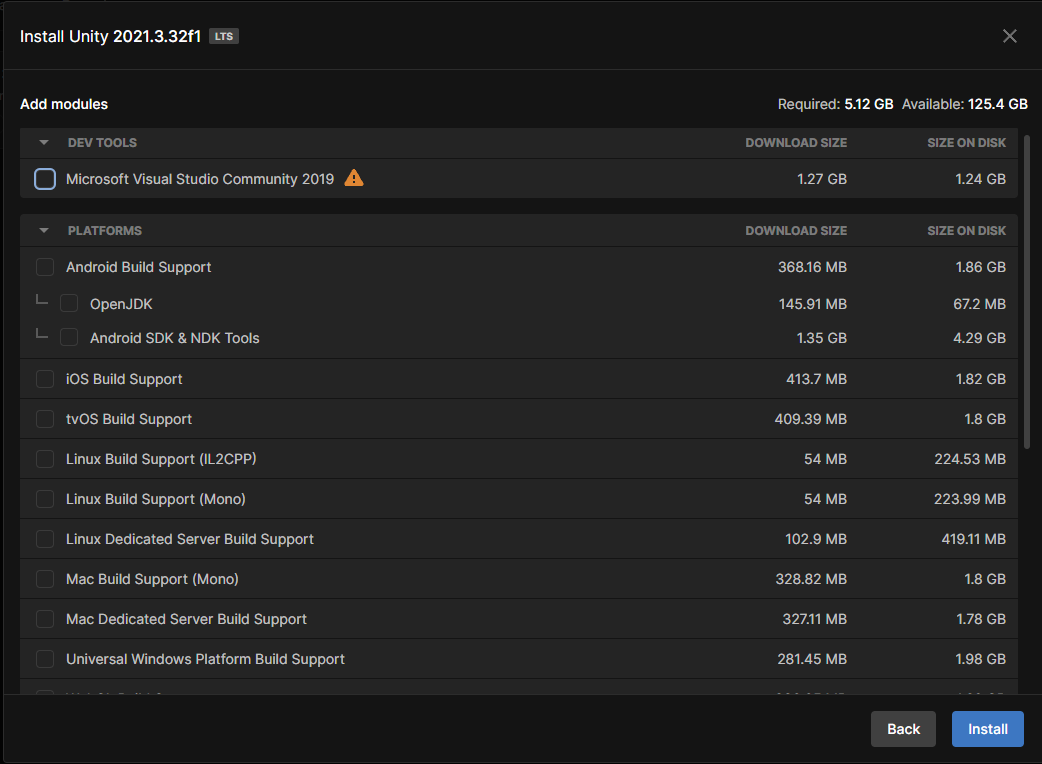 Install Unity 2021.3.32f1 LTS
Add modules Required: 5.12 GB Available: 125.4 GB
DEV TOOLS DOWNLOAD SIZE SIZE ON DISK
Microsoft Visual Studio Community 2019 1.27 GB 1.24 GB
PLATFORMS DOWNLOAD SIZE SIZE ON DISK
Android Build Support 368.16 MB 1.86 GB
OpenJDK 145.91 MB 67.2 MB
Android SDK & NDK Tools 1.35 GB 4.29 GB
iOS Build Support 413.7 MB 1.82 GB
tvOS Build Support 409.39 MB 1.8 GB
Linux Build Support (IL2CPP) 54 MB 224.53 MB
Linux Build Support (Mono) 54 MB 223.99 MB
Linux Dedicated Server Build Support 102.9 MB 419.11 MB
Mac Build Support (Mono) 328.82 MB 1.8 GB
Mac Dedicated Server Build Support 327.11 MB 1.78 GB
Universal Windows Platform Build Support 281.45 MB 1.98 GB
Back Install